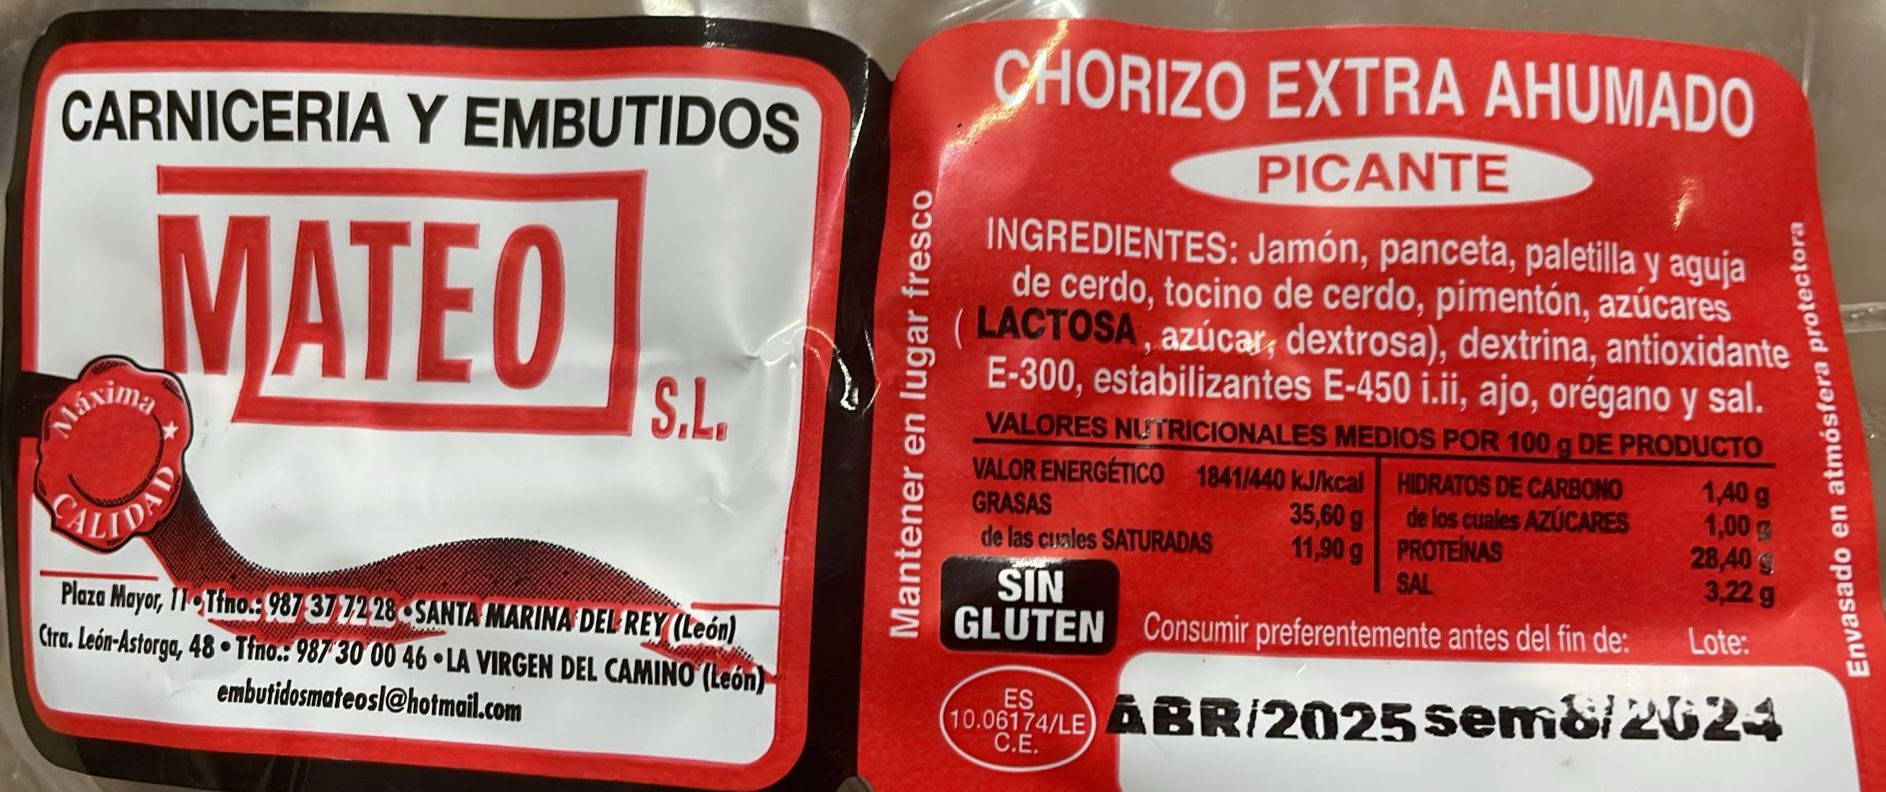 CARNICERIA Y EMBUTIDOS
MATEO
S.L.
Máxima
CALIDAD
Plaza Mayor, 11 • Tfno.: 987 37 72 28 • SANTA MARINA DEL REY (León)
Ctra. León-Astorga, 48 • Tfno.: 987 30 00 46 • LA VIRGEN DEL CAMINO (León)
embutidosmateosl@hotmail.com
Mantener en lugar fresco
CHORIZO EXTRA AHUMADO
PICANTE
INGREDIENTES: Jamón, panceta, paletilla y aguja
de cerdo, tocino de cerdo, pimentón, azúcares
( LACTOSA , azúcar, dextrosa), dextrina, antioxidante
E-300, estabilizantes E-450 i.ii, ajo, orégano y sal.
VALORES NUTRICIONALES MEDIOS POR 100 g DE PRODUCTO
VALOR ENERGÉTICO 1841/440 kJ/kcal
GRASAS 35,60 g
de las cuales SATURADAS 11,90 g
HIDRATOS DE CARBONO 1,40 g
de los cuales AZÚCARES 1,00 g
PROTEÍNAS 28,40 g
SAL 3,22 g
SIN
GLUTEN
Consumir preferentemente antes del fin de: Lote:
ES
10.06174/LE
C.E.
ABR/2025 sem8/2024
Envasado en atmósfera protectora